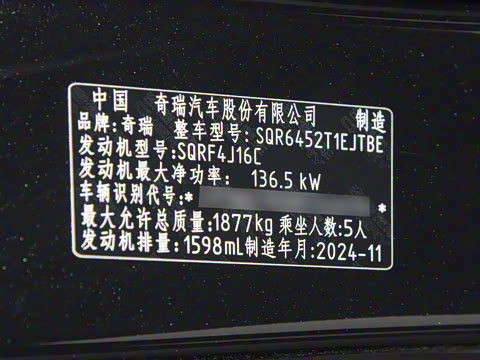 中国 奇瑞汽车股份有限公司 制造
品牌:奇瑞 整车型号:SQR6452T1EJTBE
发动机型号:SQRF4J16C
发动机最大净功率: 136.5 kW
车辆识别代号:* *
最大允许总质量:1877kg 乘坐人数:5人
发动机排量:1598mL制造年月:2024-11